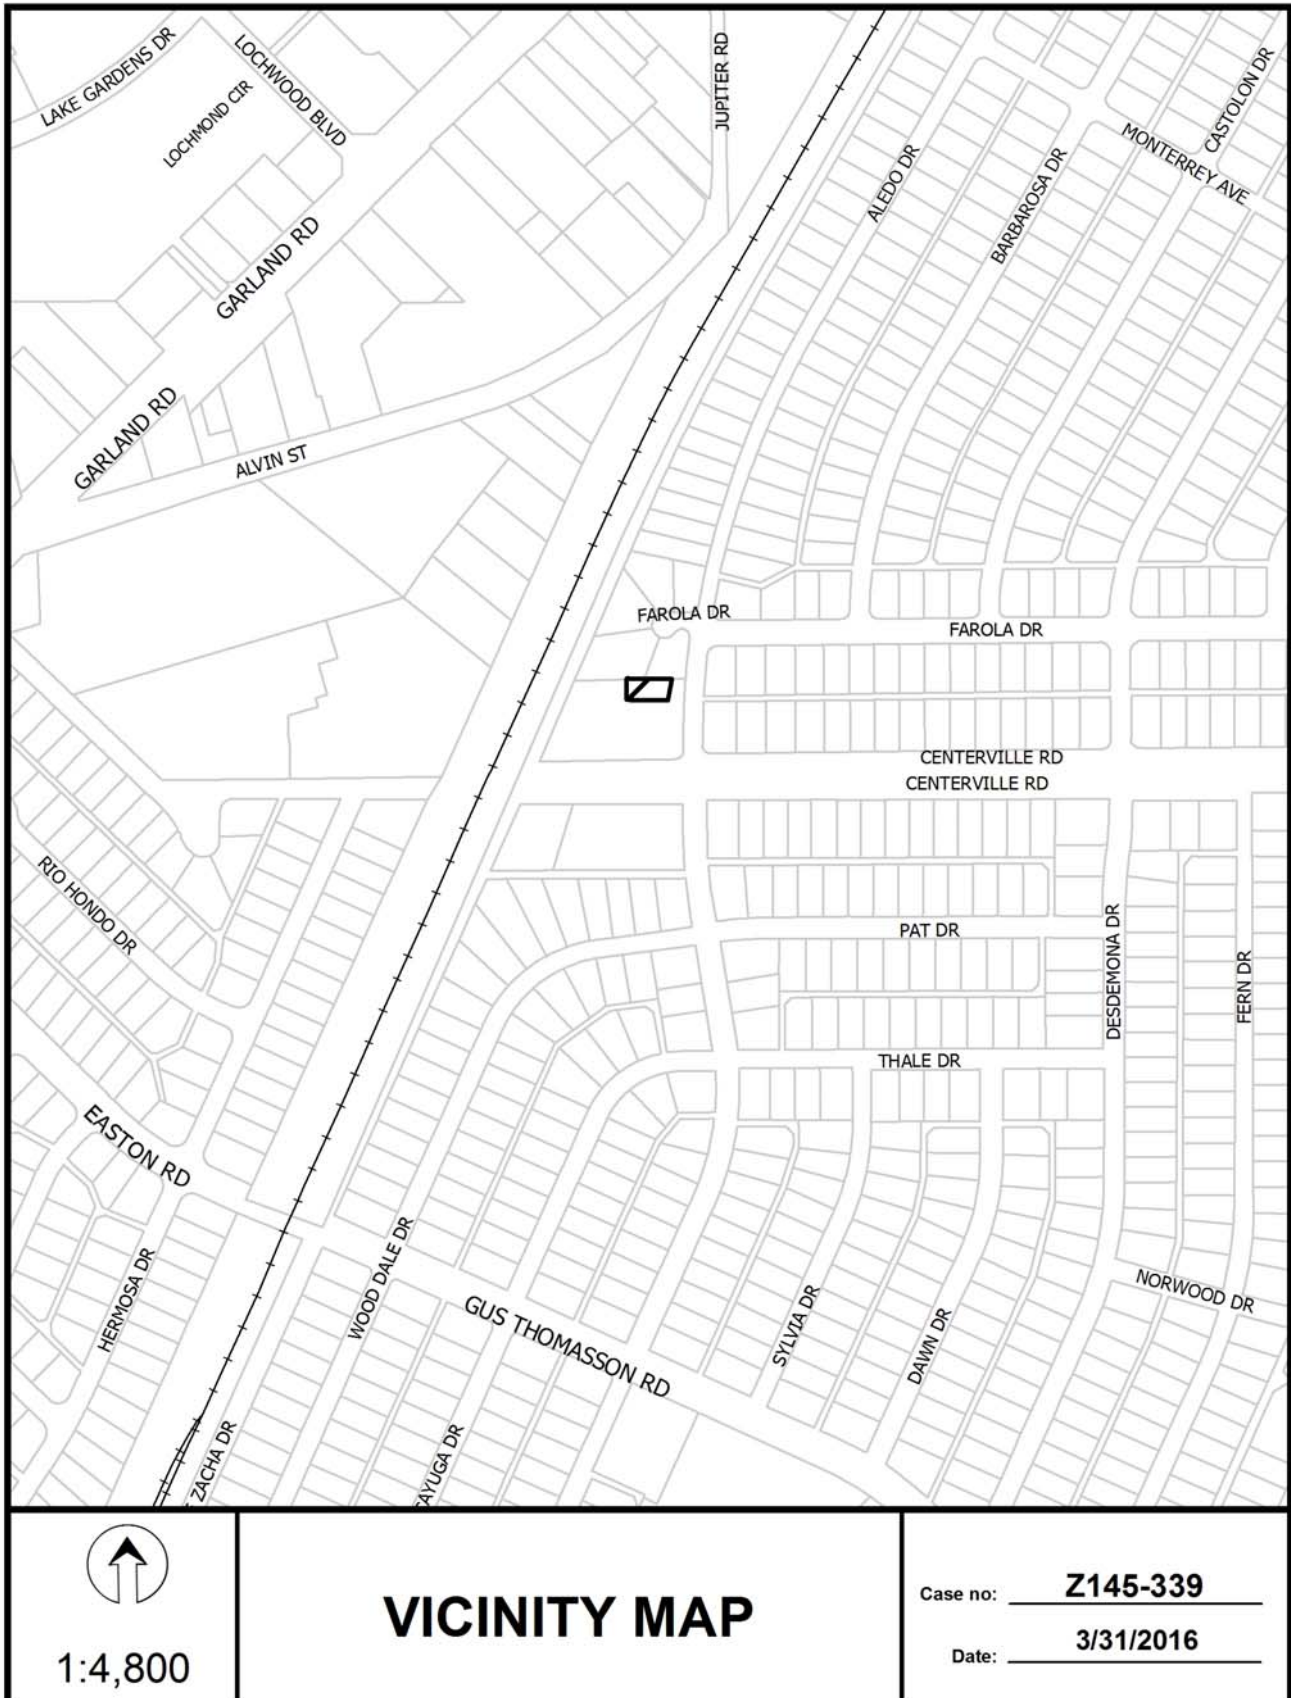 LAKE GARDENS DR
LOCHWOOD BLVD
LOCHMOND CIR
JUPITER RD
CASTOLON DR
MONTERREY AVE
ALEDO DR
BARBAROSA DR
GARLAND RD
GARLAND RD
ALVIN ST
FAROLA DR
FAROLA DR
CENTERVILLE RD
CENTERVILLE RD
RIO HONDO DR
PAT DR
DESDEMONA DR
FERN DR
THALE DR
EASTON RD
HERMOSA DR
WOOD DALE DR
GUS THOMASSON RD
SYLVIA DR
DAWN DR
NORWOOD DR
ZACHA DR
CAYUGA DR
1:4,800
VICINITY MAP
Case no: Z145-339
Date: 3/31/2016